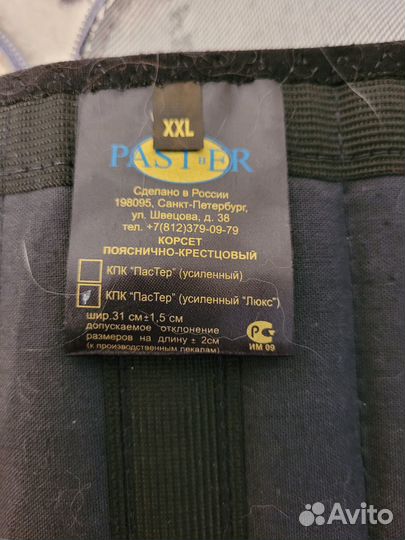 XXL
PASTER
Сделано в России
198095, Санкт-Петербург,
ул. Швецова, д. 38
тел. +7(812)379-09-79
КОРСЕТ
ПОЯСНИЧНО-КРЕСТЦОВЫЙ
КПК "ПасТер" (усиленный)
КПК "ПасТер" (усиленный "Люкс")
шир.31 см±1,5 см
допускаемое отклонение
размеров на длину ± 2см
(к производственным лекалам)
РС
ИМ 09
Avito